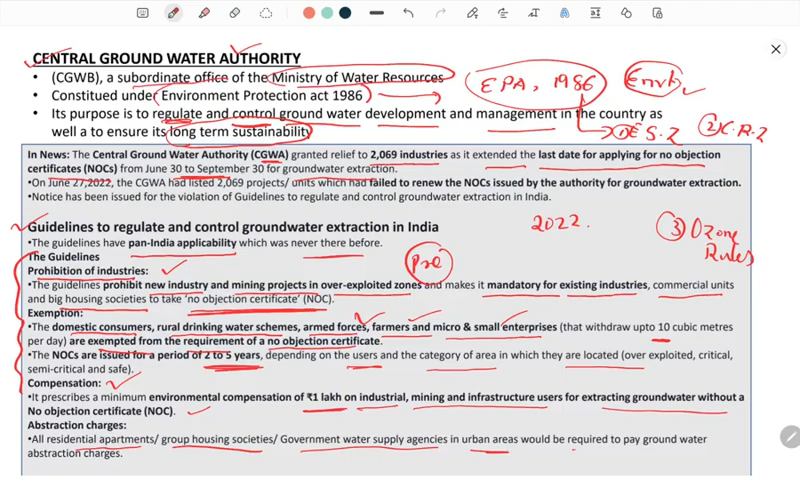 CENTRAL GROUND WATER AUTHORITY
• (CGWB), a subordinate office of the Ministry of Water Resources
• Constitued under Environment Protection act 1986
• Its purpose is to regulate and control ground water development and management in the country as
well a to ensure its long term sustainability
EPA, 1986
Envt
① E S.Z
② C.R.Z
In News: The Central Ground Water Authority (CGWA) granted relief to 2,069 industries as it extended the last date for applying for no objection
certificates (NOCs) from June 30 to September 30 for groundwater extraction.
•On June 27,2022, the CGWA had listed 2,069 projects/ units which had failed to renew the NOCs issued by the authority for groundwater extraction.
•Notice has been issued for the violation of Guidelines to regulate and control groundwater extraction in India.
Guidelines to regulate and control groundwater extraction in India
2022.
③ Ozone
Rules
•The guidelines have pan-India applicability which was never there before.
The Guidelines
Pre
Prohibition of industries:
•The guidelines prohibit new industry and mining projects in over-exploited zones and makes it mandatory for existing industries, commercial units
and big housing societies to take 'no objection certificate' (NOC).
Exemption:
•The domestic consumers, rural drinking water schemes, armed forces, farmers and micro & small enterprises (that withdraw upto 10 cubic metres
per day) are exempted from the requirement of a no objection certificate.
•The NOCs are issued for a period of 2 to 5 years, depending on the users and the category of area in which they are located (over exploited, critical,
semi-critical and safe).
Compensation:
•It prescribes a minimum environmental compensation of ₹1 lakh on industrial, mining and infrastructure users for extracting groundwater without a
No objection certificate (NOC).
Abstraction charges:
•All residential apartments/ group housing societies/ Government water supply agencies in urban areas would be required to pay ground water
abstraction charges.